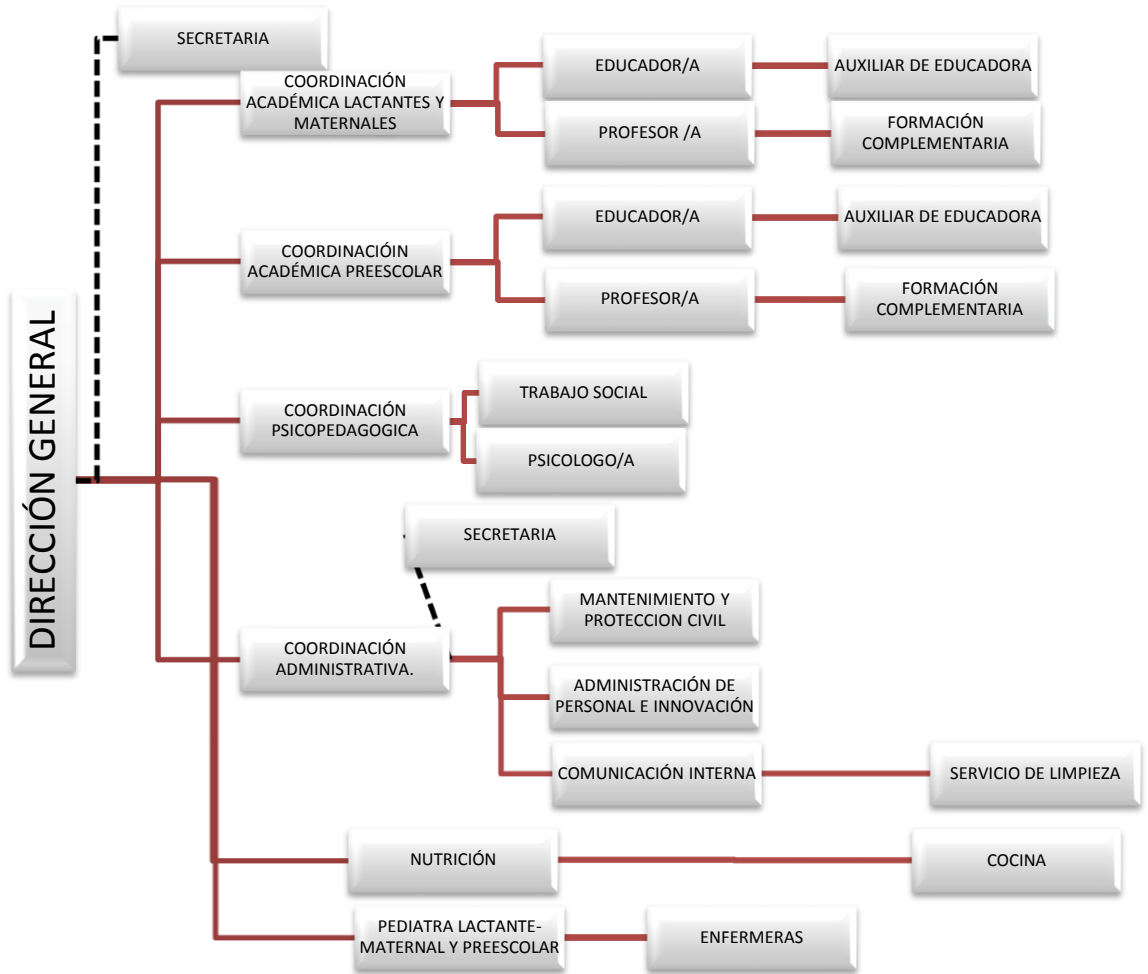 DIRECCIÓN GENERAL
SECRETARIA
COORDINACIÓN
ACADÉMICA LACTANTES Y
MATERNALES
EDUCADOR/A
AUXILIAR DE EDUCADORA
PROFESOR /A
FORMACIÓN
COMPLEMENTARIA
COORDINACIÓIN
ACADÉMICA PREESCOLAR
EDUCADOR/A
AUXILIAR DE EDUCADORA
PROFESOR/A
FORMACIÓN
COMPLEMENTARIA
COORDINACIÓN
PSICOPEDAGOGICA
TRABAJO SOCIAL
PSICOLOGO/A
SECRETARIA
COORDINACIÓN
ADMINISTRATIVA.
MANTENIMIENTO Y
PROTECCION CIVIL
ADMINISTRACIÓN DE
PERSONAL E INNOVACIÓN
COMUNICACIÓN INTERNA
SERVICIO DE LIMPIEZA
NUTRICIÓN
COCINA
PEDIATRA LACTANTE-
MATERNAL Y PREESCOLAR
ENFERMERAS